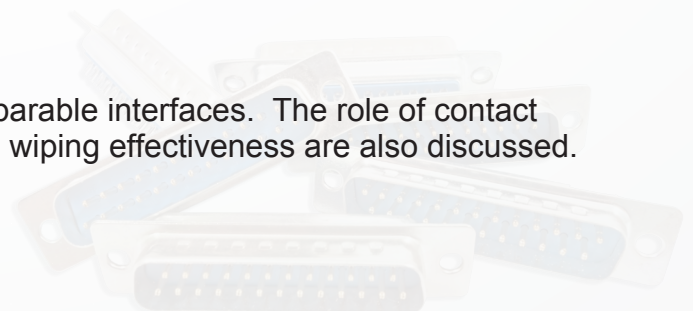 parable interfaces. The role of contact
wiping effectiveness are also discussed.